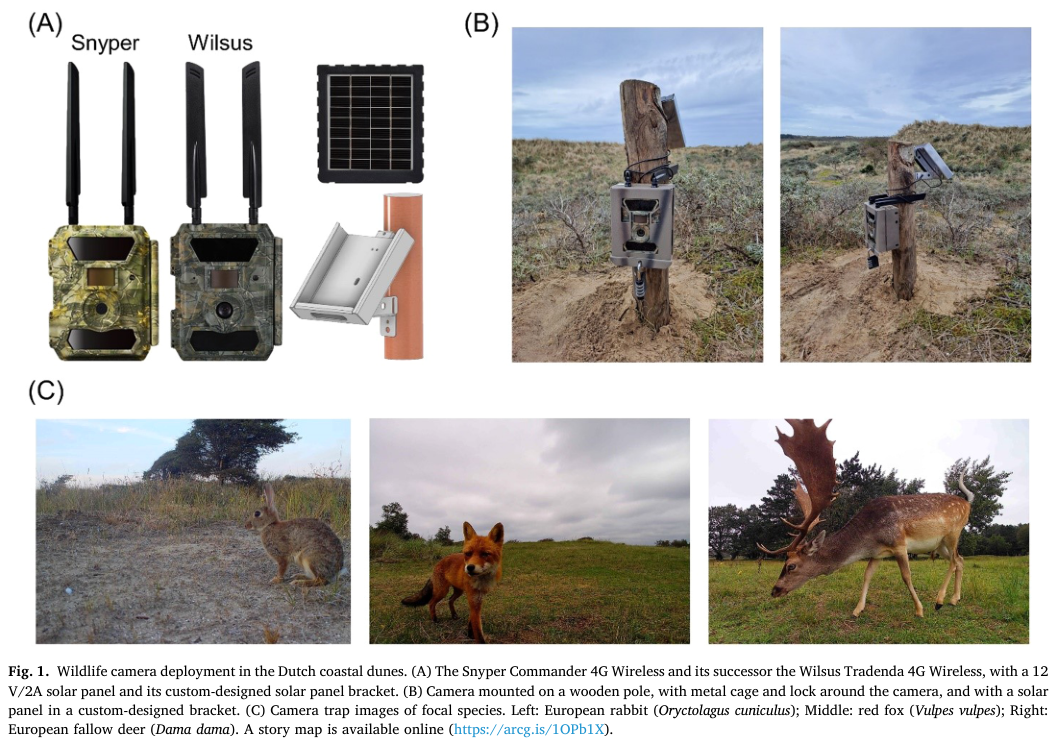 (A)
Snyper Wilsus
(B)
(C)
Fig. 1. Wildlife camera deployment in the Dutch coastal dunes. (A) The Snyper Commander 4G Wireless and its successor the Wilsus Tradenda 4G Wireless, with a 12
V/2A solar panel and its custom-designed solar panel bracket. (B) Camera mounted on a wooden pole, with metal cage and lock around the camera, and with a solar
panel in a custom-designed bracket. (C) Camera trap images of focal species. Left: European rabbit (Oryctolagus cuniculus); Middle: red fox (Vulpes vulpes); Right:
European fallow deer (Dama dama). A story map is available online (https://arcg.is/1OPb1X).